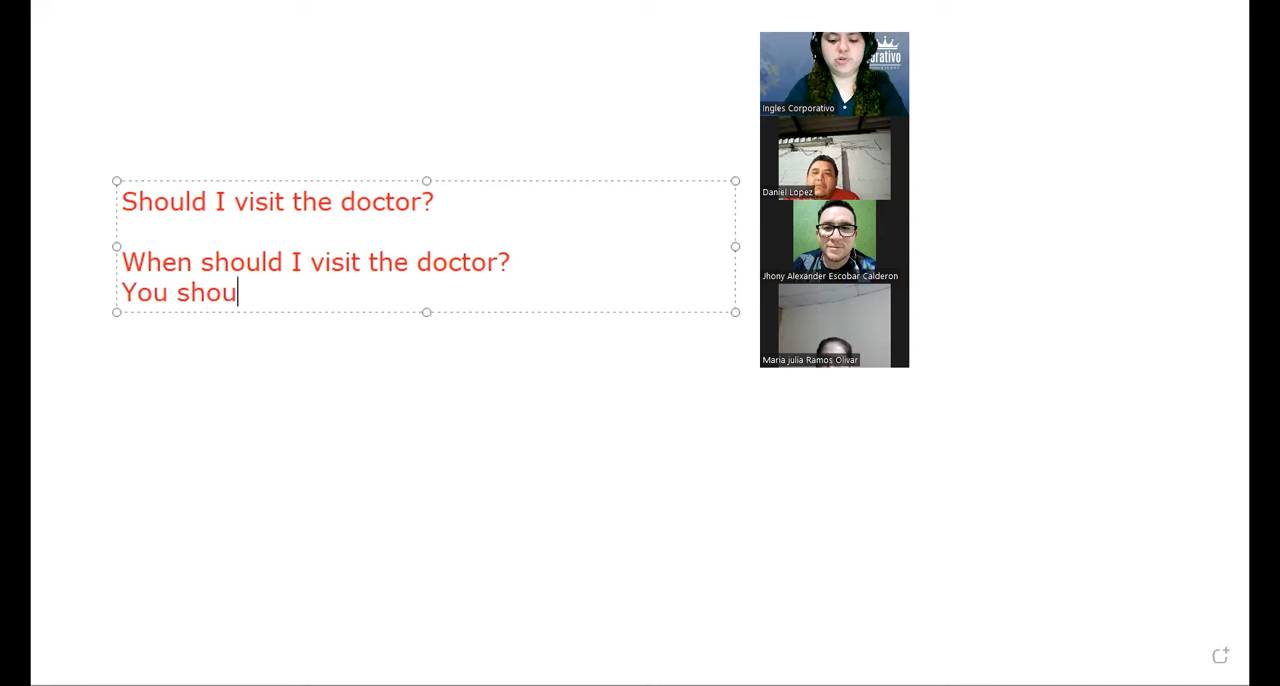 orativo
Ingles Corporativo
Daniel Lopez
Should I visit the doctor?
When should I visit the doctor?
Jhony Alexander Escobar Calderon
You shou
Maria julia Ramos Olivar